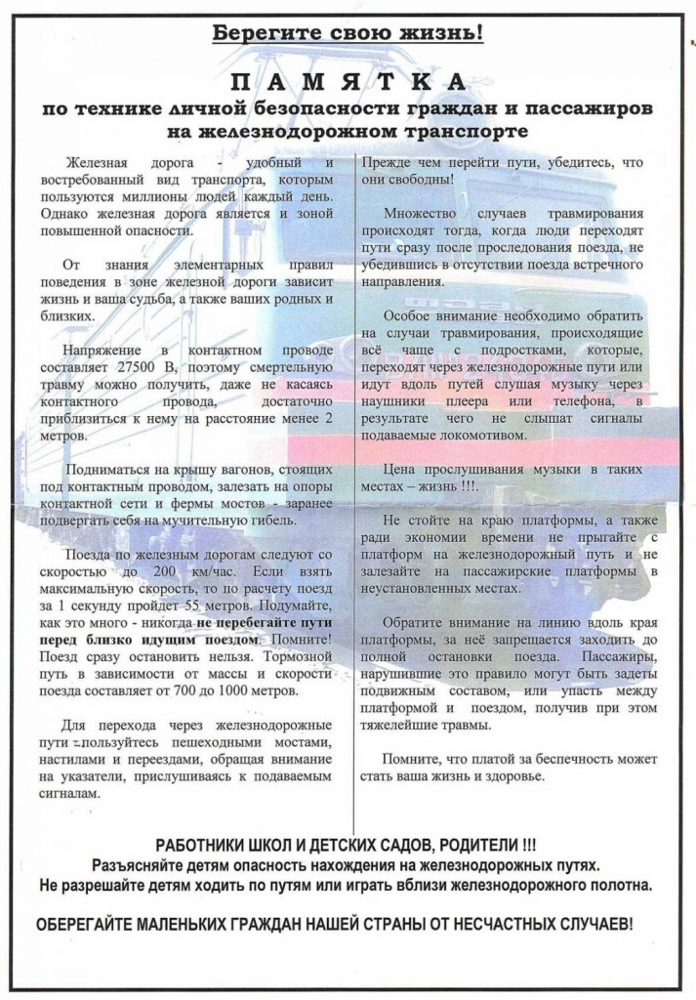 Берегите свою жизнь!
П А М Я Т К А
по технике личной безопасности граждан и пассажиров
на железнодорожном транспорте
Железная дорога - удобный и
востребованный вид транспорта, которым
пользуются миллионы людей каждый день.
Однако железная дорога является и зоной
повышенной опасности.
От знания элементарных правил
поведения в зоне железной дороги зависит
жизнь и ваша судьба, а также ваших родных и
близких.
Напряжение в контактном проводе
составляет 27500 В, поэтому смертельную
травму можно получить, даже не касаясь
контактного провода, достаточно
приблизиться к нему на расстояние менее 2
метров.
Подниматься на крышу вагонов, стоящих
под контактным проводом, залезать на опоры
контактной сети и фермы мостов - заранее
подвергать себя на мучительную гибель.
Поезда по железным дорогам следуют со
скоростью до 200 км/час. Если взять
максимальную скорость, то по расчету поезд
за 1 секунду пройдет 55 метров. Подумайте,
как это много - никогда не перебегайте пути
перед близко идущим поездом. Помните!
Поезд сразу остановить нельзя. Тормозной
путь в зависимости от массы и скорости
поезда составляет от 700 до 1000 метров.
Для перехода через железнодорожные
пути пользуйтесь пешеходными мостами,
настилами и переездами, обращая внимание
на указатели, прислушиваясь к подаваемым
сигналам.
Прежде чем перейти пути, убедитесь, что
они свободны!
Множество случаев травмирования
происходят тогда, когда люди переходят
пути сразу после проследования поезда, не
убедившись в отсутствии поезда встречного
направления.
Особое внимание необходимо обратить
на случаи травмирования, происходящие
всё чаще с подростками, которые,
переходят через железнодорожные пути или
идут вдоль путей слушая музыку через
наушники плеера или телефона, в
результате чего не слышат сигналы
подаваемые локомотивом.
Цена прослушивания музыки в таких
местах – жизнь !!!.
Не стойте на краю платформы, а также
ради экономии времени не прыгайте с
платформ на железнодорожный путь и не
залезайте на пассажирские платформы в
неустановленных местах.
Обратите внимание на линию вдоль края
платформы, за неё запрещается заходить до
полной остановки поезда. Пассажиры,
нарушившие это правило могут быть задеты
подвижным составом, или упасть между
платформой и поездом, получив при этом
тяжелейшие травмы.
Помните, что платой за беспечность может
стать ваша жизнь и здоровье.
РАБОТНИКИ ШКОЛ И ДЕТСКИХ САДОВ, РОДИТЕЛИ !!!
Разъясняйте детям опасность нахождения на железнодорожных путях.
Не разрешайте детям ходить по путям или играть вблизи железнодорожного полотна.
ОБЕРЕГАЙТЕ МАЛЕНЬКИХ ГРАЖДАН НАШЕЙ СТРАНЫ ОТ НЕСЧАСТНЫХ СЛУЧАЕВ!